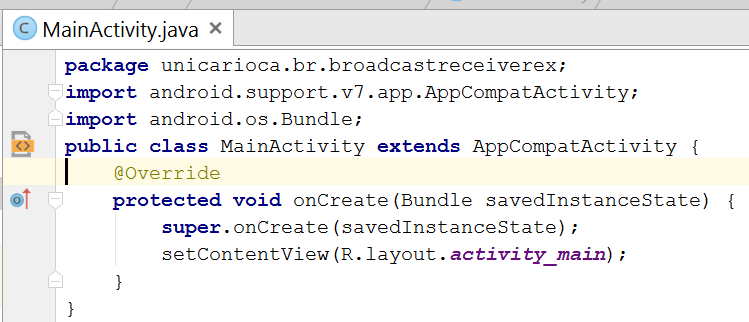 MainActivity.java
package unicarioca.br.broadcastreceiverex;
import android.support.v7.app.AppCompatActivity;
import android.os.Bundle;
public class MainActivity extends AppCompatActivity {
    @Override
    protected void onCreate(Bundle savedInstanceState) {
        super.onCreate(savedInstanceState);
        setContentView(R.layout.activity_main);
    }
}